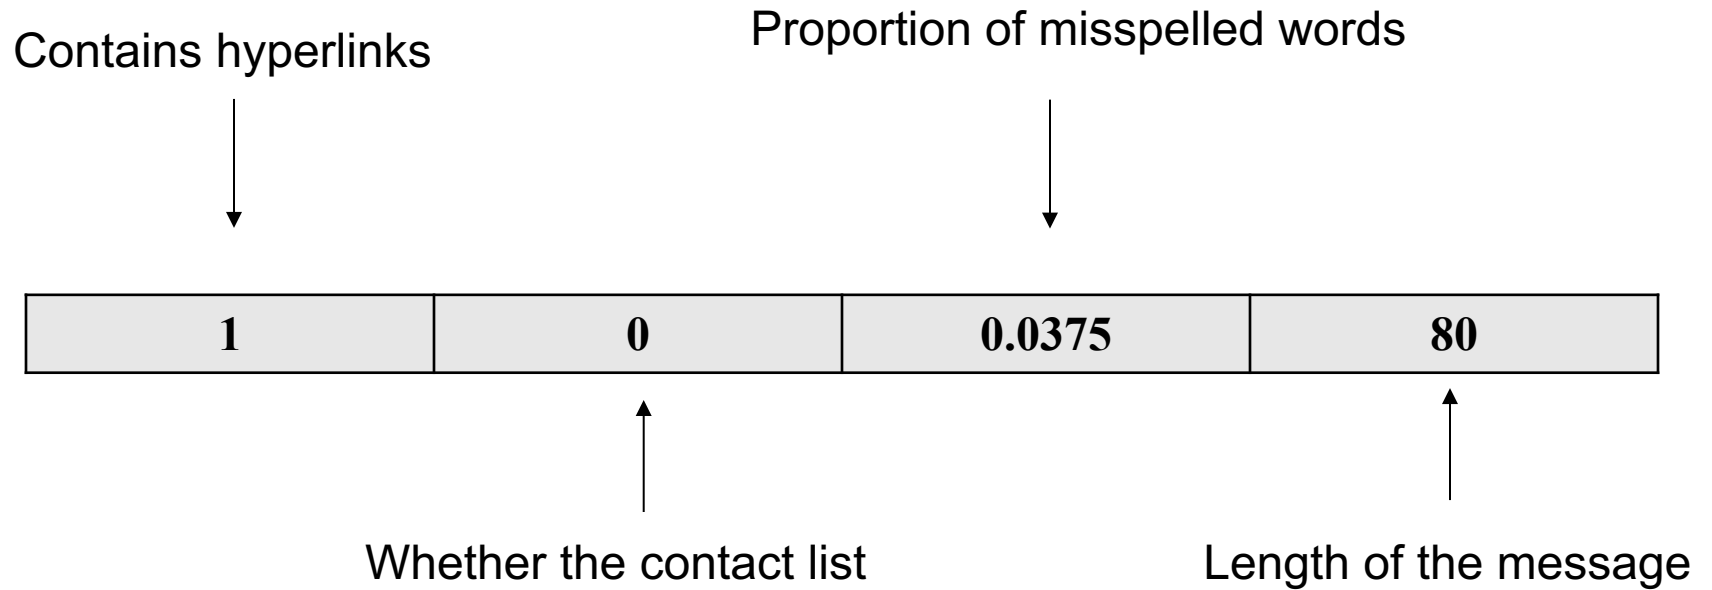 Contains hyperlinks
Proportion of misspelled words
1 0 0.0375 80
Whether the contact list
Length of the message